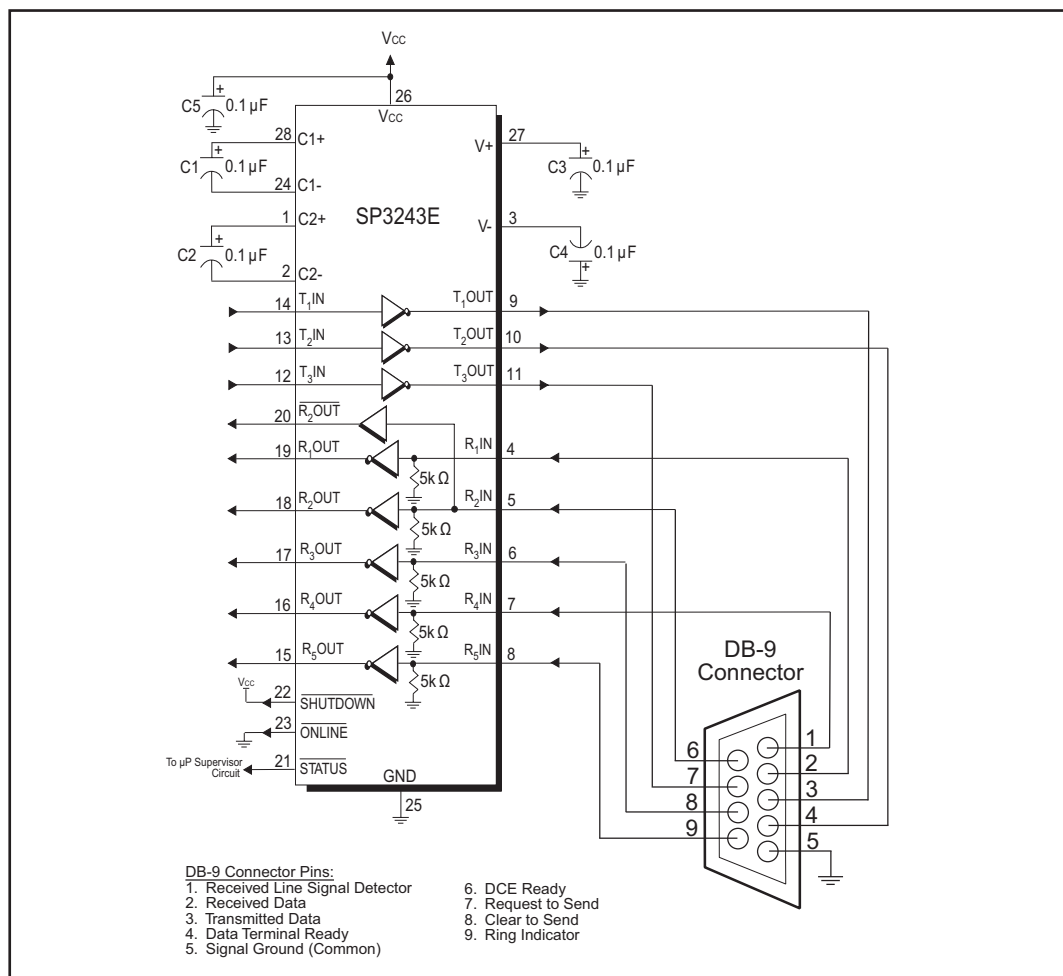 VCC
26
VCC
C5
+
0.1 µF
28
C1+
C1
+
0.1 µF
24
C1-
1
C2+
C2
+
0.1 µF
2
C2-
SP3243E
V+
27
+
C3
0.1 µF
V-
3
C4
0.1 µF
+
14
T1IN
T1OUT
9
13
T2IN
T2OUT
10
12
T3IN
T3OUT
11
20
R2OUT
19
R1OUT
R1IN
4
5k Ω
18
R2OUT
R2IN
5
5k Ω
17
R3OUT
R3IN
6
5k Ω
16
R4OUT
R4IN
7
5k Ω
15
R5OUT
R5IN
8
5k Ω
VCC
22
SHUTDOWN
23
ONLINE
To µP Supervisor
Circuit
21
STATUS
GND
25
DB-9
Connector
6
7
8
9
1
2
3
4
5
DB-9 Connector Pins:
1. Received Line Signal Detector
2. Received Data
3. Transmitted Data
4. Data Terminal Ready
5. Signal Ground (Common)
6. DCE Ready
7. Request to Send
8. Clear to Send
9. Ring Indicator